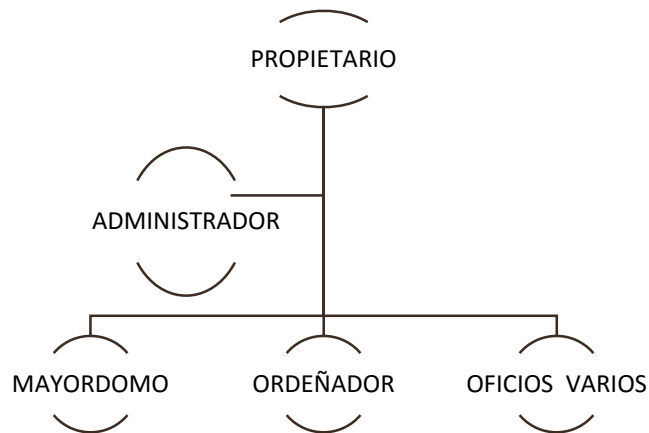 PROPIETARIO
ADMINISTRADOR
MAYORDOMO
ORDEÑADOR
OFICIOS VARIOS